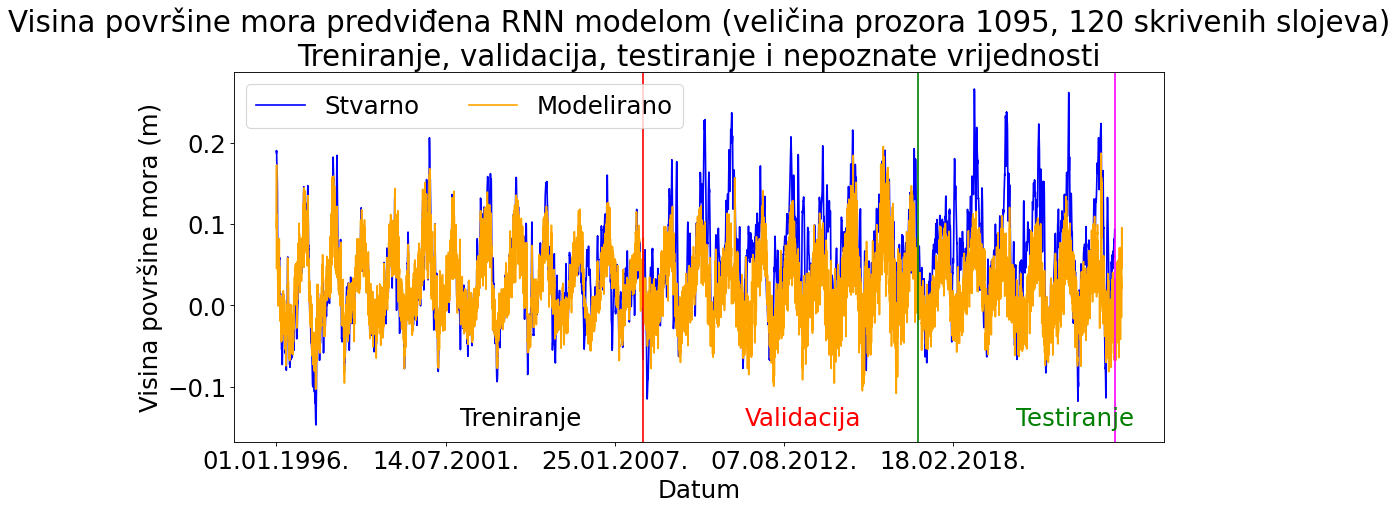 Visina površine mora predviđena RNN modelom (veličina prozora 1095, 120 skrivenih slojeva)
Treniranje, validacija, testiranje i nepoznate vrijednosti
Stvarno
Modelirano
Visina površine mora (m)
0.2
0.1
0.0
−0.1
Treniranje
Validacija
Testiranje
01.01.1996.
14.07.2001.
25.01.2007.
07.08.2012.
18.02.2018.
Datum